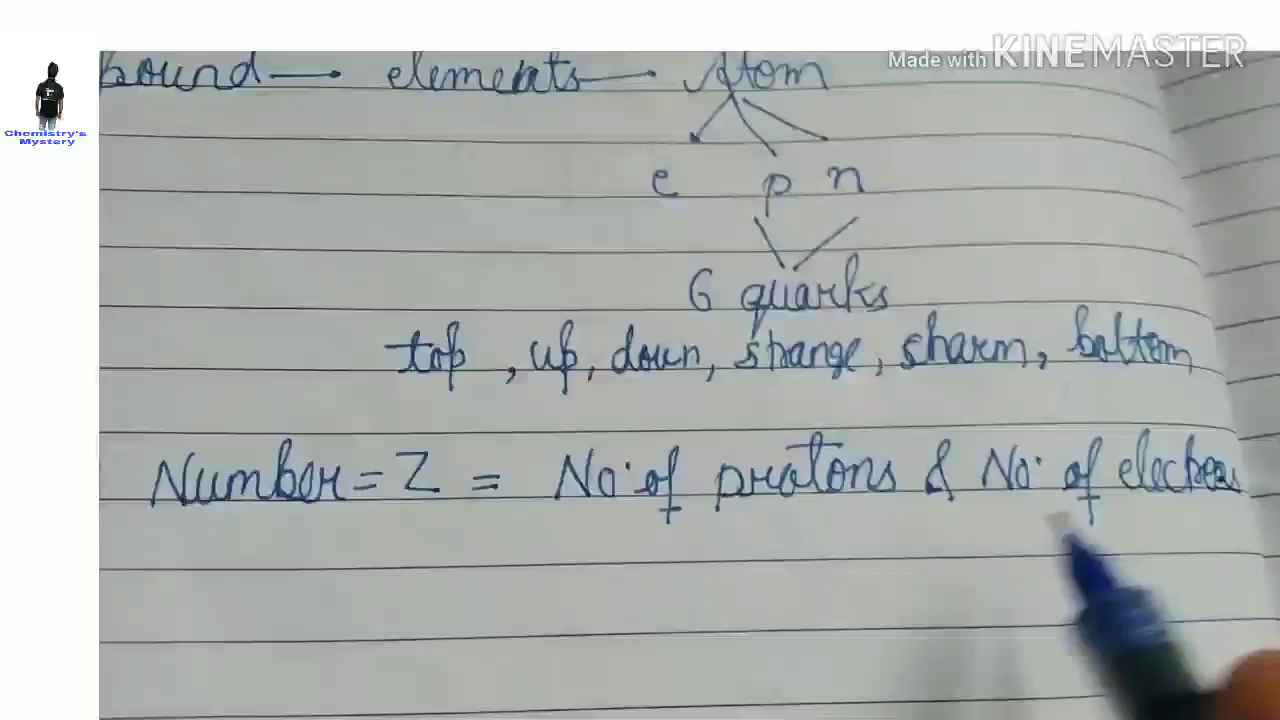 Made with KINEMASTER
bound → elements → Atom
e p n
6 quarks
top, up, down, strange, sharm, bottom
Number = Z = No. of protons & No. of electrons
Chemistry's
Mystery